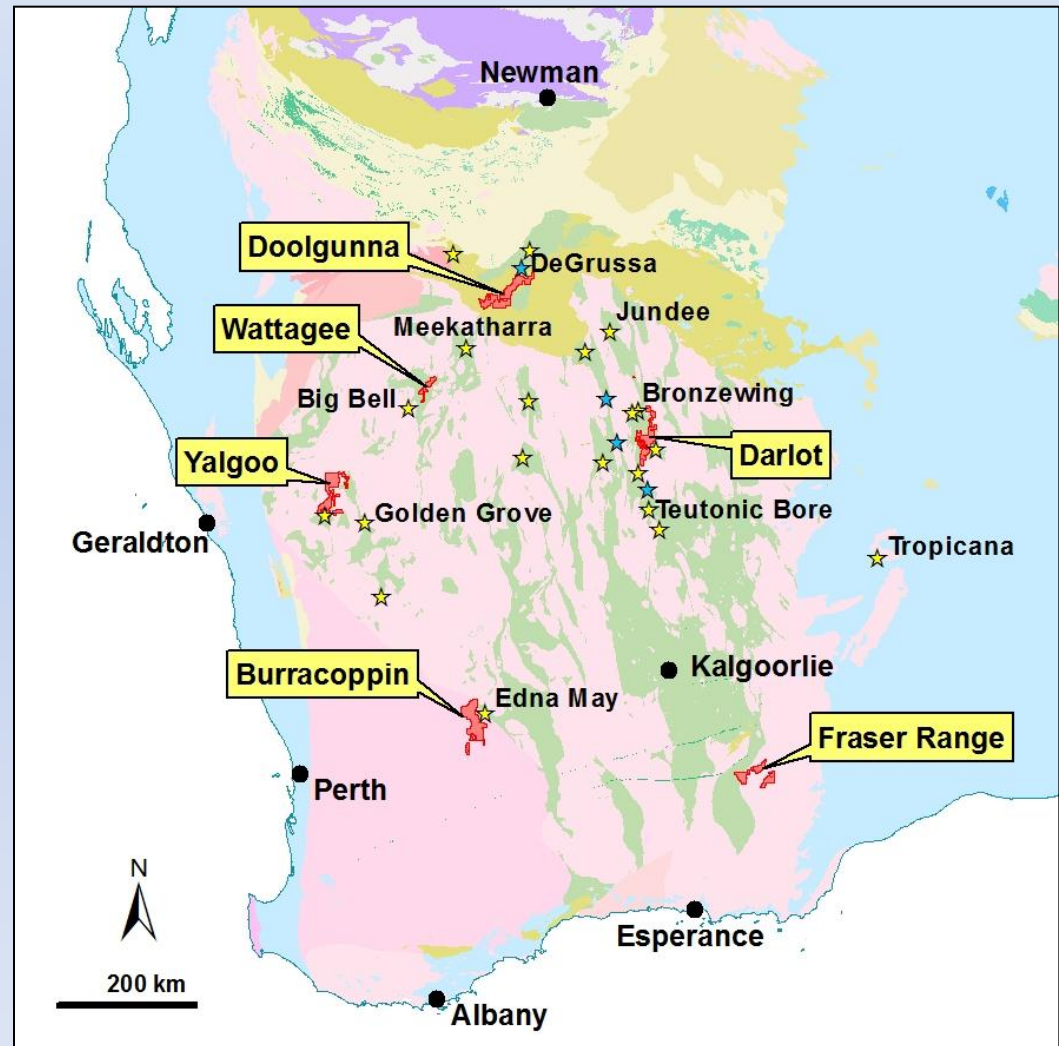 Newman
Doolgunna
DeGrussa
Jundee
Wattagee
Meekatharra
Big Bell
Bronzewing
Yalgoo
Darlot
Golden Grove
Teutonic Bore
Geraldton
Tropicana
Burracoppin
Kalgoorlie
Edna May
Fraser Range
Perth
N
Esperance
200 km
Albany